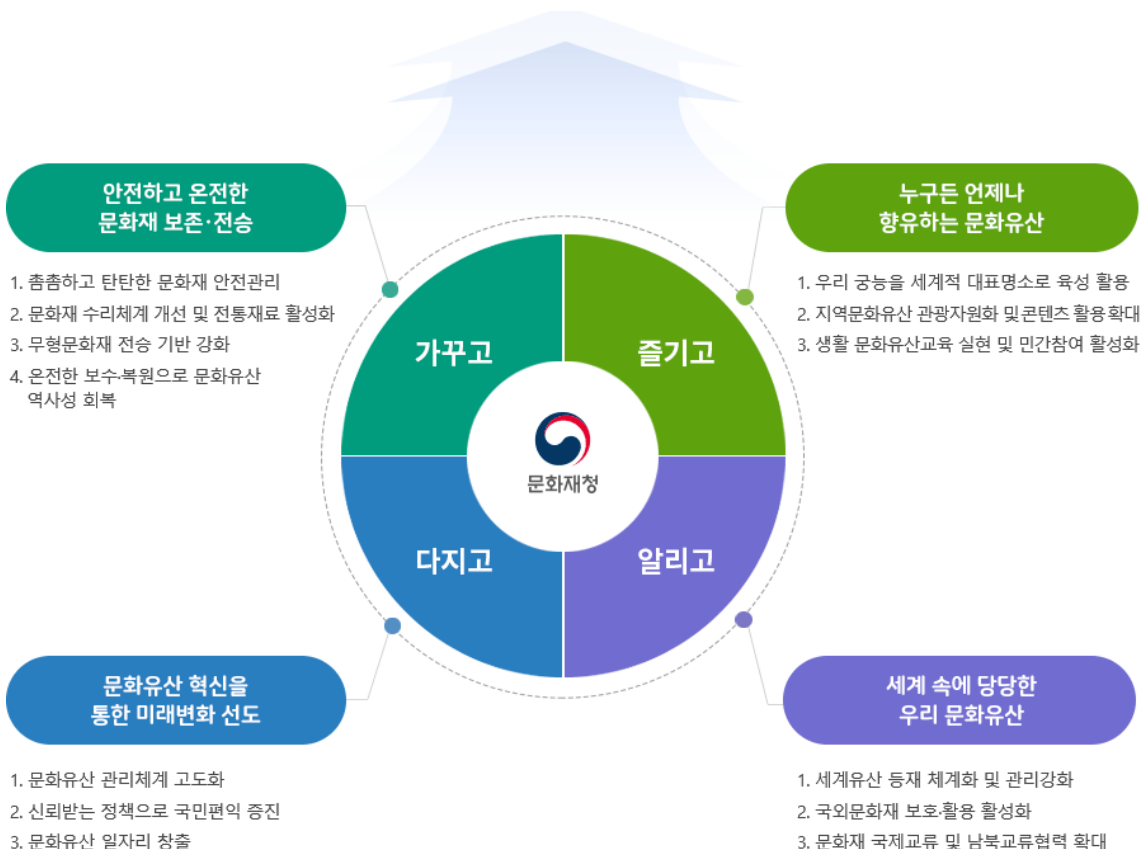 안전하고 온전한
문화재 보존·전승
1. 촘촘하고 탄탄한 문화재 안전관리
2. 문화재 수리체계 개선 및 전통재료 활성화
3. 무형문화재 전승 기반 강화
4. 온전한 보수·복원으로 문화유산
역사성 회복
누구든 언제나
향유하는 문화유산
1. 우리 궁능을 세계적 대표명소로 육성 활용
2. 지역문화유산 관광자원화 및 콘텐츠 활용확대
3. 생활 문화유산교육 실현 및 민간참여 활성화
가꾸고
즐기고
문화재청
다지고
알리고
문화유산 혁신을
통한 미래변화 선도
1. 문화유산 관리체계 고도화
2. 신뢰받는 정책으로 국민편익 증진
3. 문화유산 일자리 창출
세계 속에 당당한
우리 문화유산
1. 세계유산 등재 체계화 및 관리강화
2. 국외문화재 보호·활용 활성화
3. 문화재 국제교류 및 남북교류협력 확대